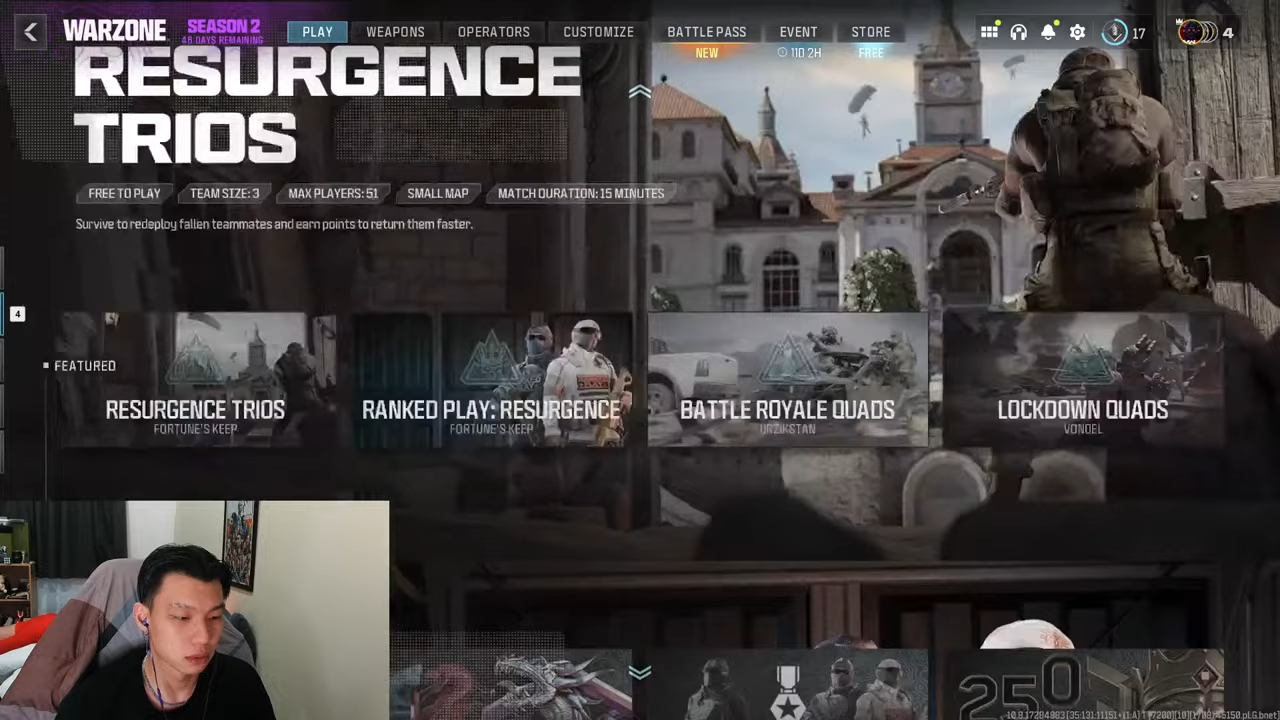 WARZONE
SEASON 2
46 DAYS REMAINING
PLAY
WEAPONS
OPERATORS
CUSTOMIZE
BATTLE PASS
NEW
EVENT
11D 2H
STORE
FREE
17
4
RESURGENCE
TRIOS
FREE TO PLAY
TEAM SIZE: 3
MAX PLAYERS: 51
SMALL MAP
MATCH DURATION: 15 MINUTES
Survive to redeploy fallen teammates and earn points to return them faster.
4
FEATURED
RESURGENCE TRIOS
FORTUNE'S KEEP
RANKED PLAY: RESURGENCE
FORTUNE'S KEEP
BATTLE ROYALE QUADS
URZIKSTAN
LOCKDOWN QUADS
VONDEL
250